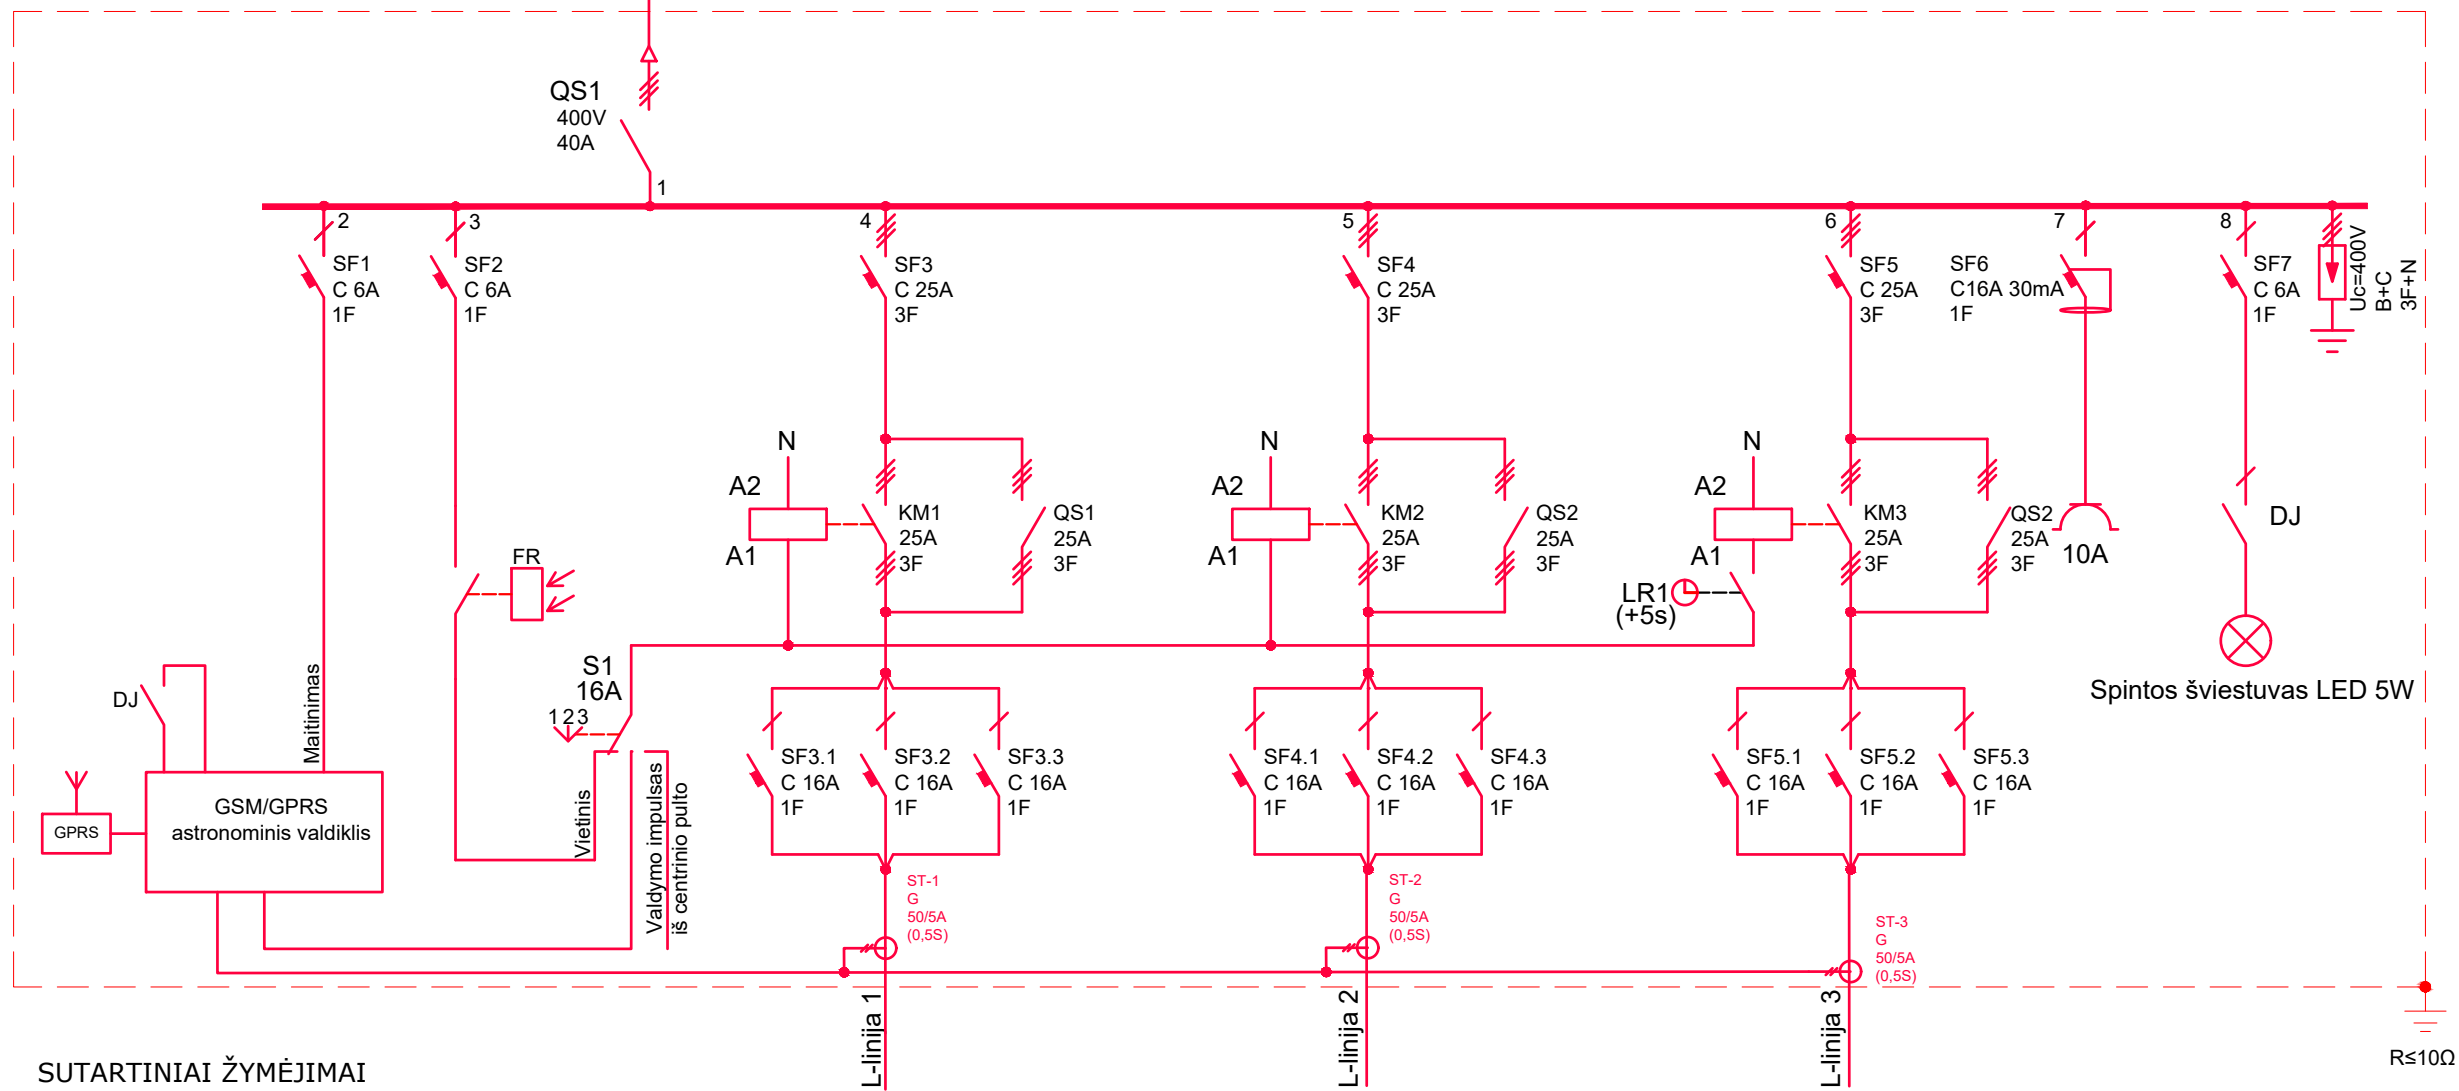 QS1
400V
40A
1
2
3
4
5
6
7
8
SF1
C 6A
1F
SF2
C 6A
1F
SF3
C 25A
3F
SF4
C 25A
3F
SF5
C 25A
3F
SF6
C16A 30mA
1F
SF7
C 6A
1F
Uc=400V
B+C
3F+N
N
A2
A1
KM1
25A
3F
QS1
25A
3F
N
A2
A1
KM2
25A
3F
QS2
25A
3F
N
A2
A1
KM3
25A
3F
QS2
25A
3F
10A
DJ
LR1
(+5s)
FR
Spintos šviestuvas LED 5W
S1
16A
123
DJ
Maitinimas
GPRS
GSM/GPRS
astronominis valdiklis
Vietinis
Valdymo impulsas
iš centrinio pulto
SF3.1
C 16A
1F
SF3.2
C 16A
1F
SF3.3
C 16A
1F
SF4.1
C 16A
1F
SF4.2
C 16A
1F
SF4.3
C 16A
1F
SF5.1
C 16A
1F
SF5.2
C 16A
1F
SF5.3
C 16A
1F
ST-1
G
50/5A
(0,5S)
ST-2
G
50/5A
(0,5S)
ST-3
G
50/5A
(0,5S)
L-linija 1
L-linija 2
L-linija 3
R≤10Ω
SUTARTINIAI ŽYMĖJIMAI